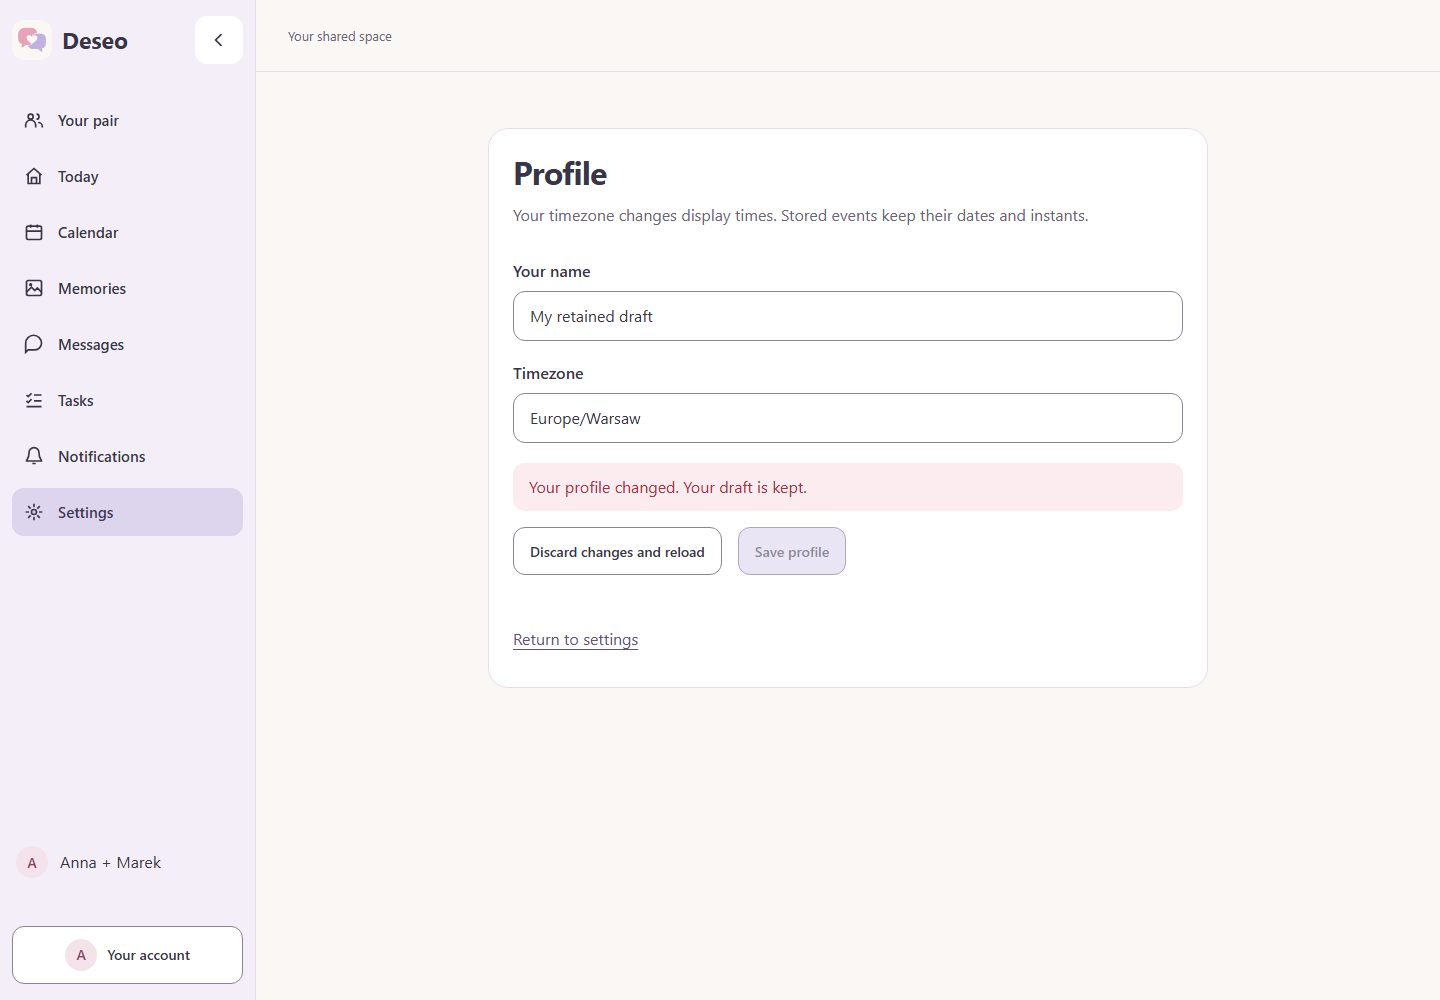 Deseo
Your pair
Today
Calendar
Memories
Messages
Tasks
Notifications
Settings
A Anna + Marek
A Your account
Your shared space
Profile
Your timezone changes display times. Stored events keep their dates and instants.
Your name
My retained draft
Timezone
Europe/Warsaw
Your profile changed. Your draft is kept.
Discard changes and reload
Save profile
Return to settings